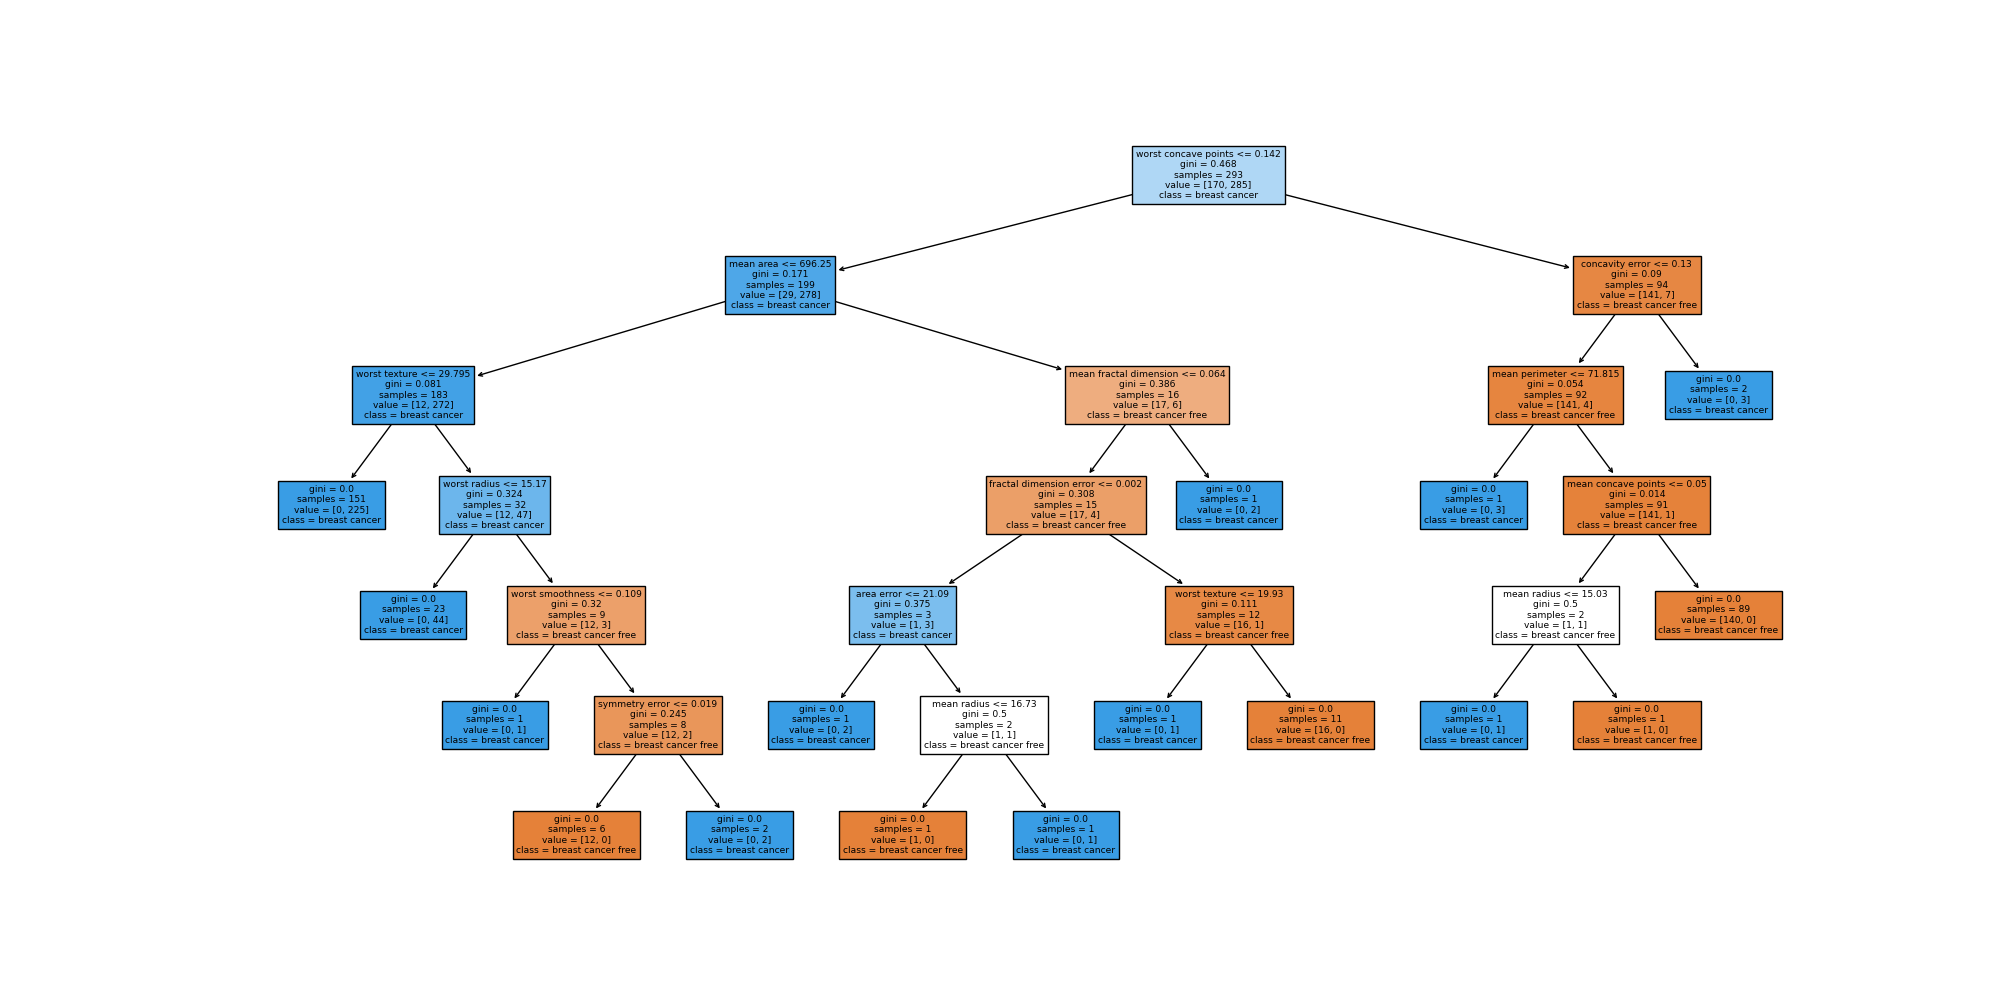 worst concave points <= 0.142
gini = 0.468
samples = 293
value = [170, 285]
class = breast cancer
mean area <= 696.25
gini = 0.171
samples = 199
value = [29, 278]
class = breast cancer
concavity error <= 0.13
gini = 0.09
samples = 94
value = [141, 7]
class = breast cancer free
worst texture <= 29.795
gini = 0.081
samples = 183
value = [12, 272]
class = breast cancer
mean fractal dimension <= 0.064
gini = 0.386
samples = 16
value = [17, 6]
class = breast cancer free
mean perimeter <= 71.815
gini = 0.054
samples = 92
value = [141, 4]
class = breast cancer free
gini = 0.0
samples = 2
value = [0, 3]
class = breast cancer
gini = 0.0
samples = 151
value = [0, 225]
class = breast cancer
worst radius <= 15.17
gini = 0.324
samples = 32
value = [12, 47]
class = breast cancer
fractal dimension error <= 0.002
gini = 0.308
samples = 15
value = [17, 4]
class = breast cancer free
gini = 0.0
samples = 1
value = [0, 2]
class = breast cancer
gini = 0.0
samples = 1
value = [0, 3]
class = breast cancer
mean concave points <= 0.05
gini = 0.014
samples = 91
value = [141, 1]
class = breast cancer free
gini = 0.0
samples = 23
value = [0, 44]
class = breast cancer
worst smoothness <= 0.109
gini = 0.32
samples = 9
value = [12, 3]
class = breast cancer free
area error <= 21.09
gini = 0.375
samples = 3
value = [1, 3]
class = breast cancer
worst texture <= 19.93
gini = 0.111
samples = 12
value = [16, 1]
class = breast cancer free
mean radius <= 15.03
gini = 0.5
samples = 2
value = [1, 1]
class = breast cancer free
gini = 0.0
samples = 89
value = [140, 0]
class = breast cancer free
gini = 0.0
samples = 1
value = [0, 1]
class = breast cancer
symmetry error <= 0.019
gini = 0.245
samples = 8
value = [12, 2]
class = breast cancer free
gini = 0.0
samples = 1
value = [0, 2]
class = breast cancer
mean radius <= 16.73
gini = 0.5
samples = 2
value = [1, 1]
class = breast cancer free
gini = 0.0
samples = 1
value = [0, 1]
class = breast cancer
gini = 0.0
samples = 11
value = [16, 0]
class = breast cancer free
gini = 0.0
samples = 1
value = [0, 1]
class = breast cancer
gini = 0.0
samples = 1
value = [1, 0]
class = breast cancer free
gini = 0.0
samples = 6
value = [12, 0]
class = breast cancer free
gini = 0.0
samples = 2
value = [0, 2]
class = breast cancer
gini = 0.0
samples = 1
value = [1, 0]
class = breast cancer free
gini = 0.0
samples = 1
value = [0, 1]
class = breast cancer